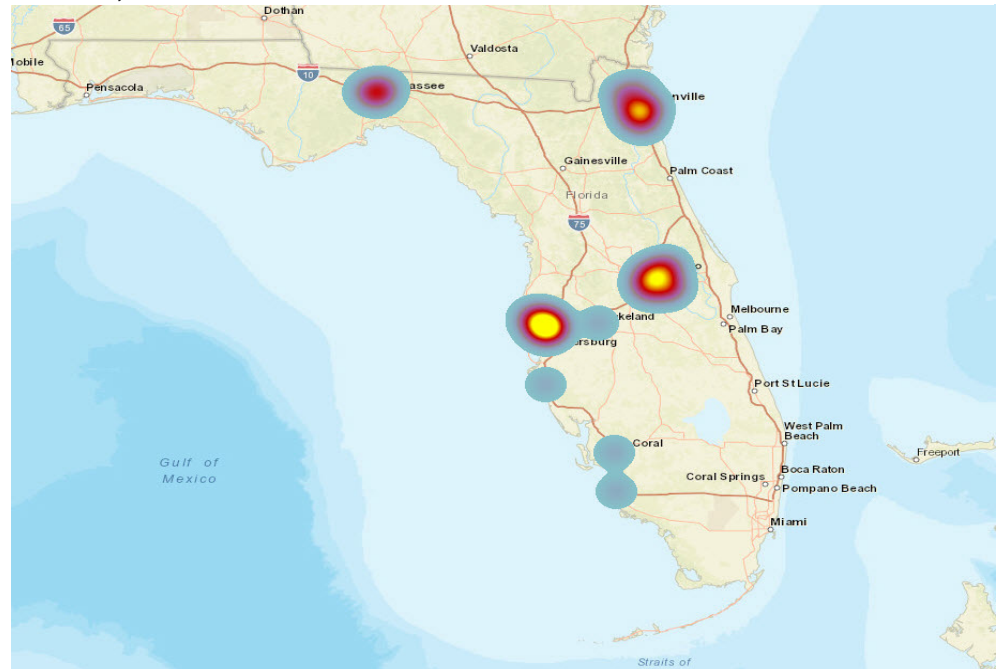 Dothan
65
Valdosta
Mobile
10
Pensacola
assee
nville
Gainesville
Palm Coast
Florida
75
Melbourne
keland
Palm Bay
ersburg
Port St Lucie
West Palm
Beach
Coral
Freeport
Gulf of
Mexico
Boca Raton
Coral Springs
Pompano Beach
Miami
Straits of